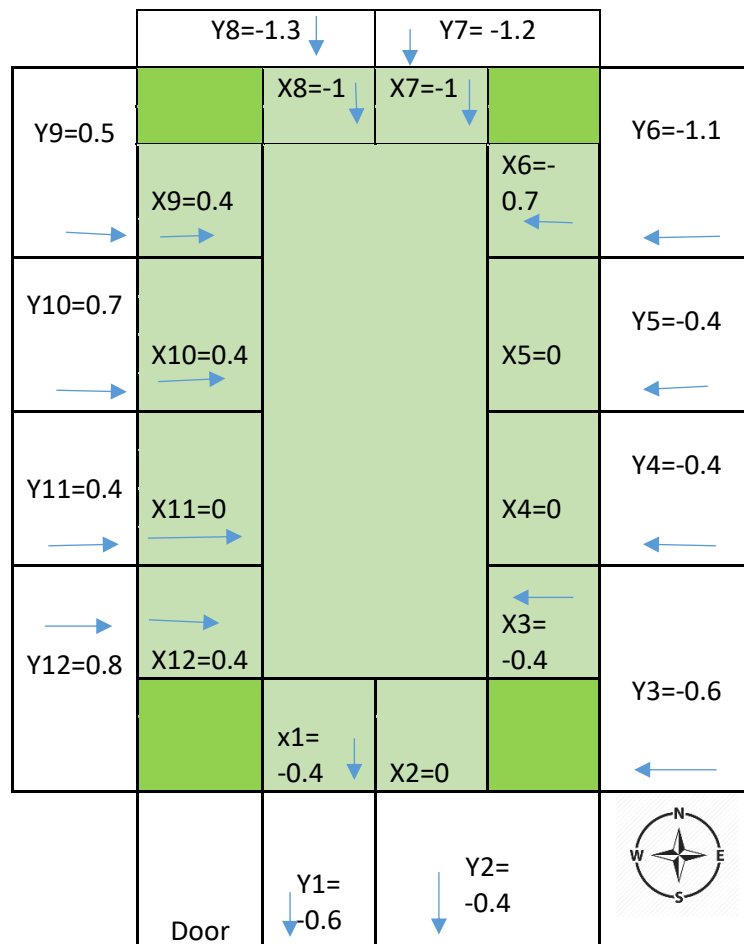 Y8=-1.3
Y7= -1.2
X8=-1
X7=-1
Y9=0.5
Y6=-1.1
X9=0.4
X6=-
0.7
Y10=0.7
Y5=-0.4
X10=0.4
X5=0
Y11=0.4
Y4=-0.4
X11=0
X4=0
Y12=0.8
X12=0.4
X3=
-0.4
Y3=-0.6
x1=
-0.4
X2=0
N
W
E
S
Y1=
-0.6
Y2=
-0.4
Door